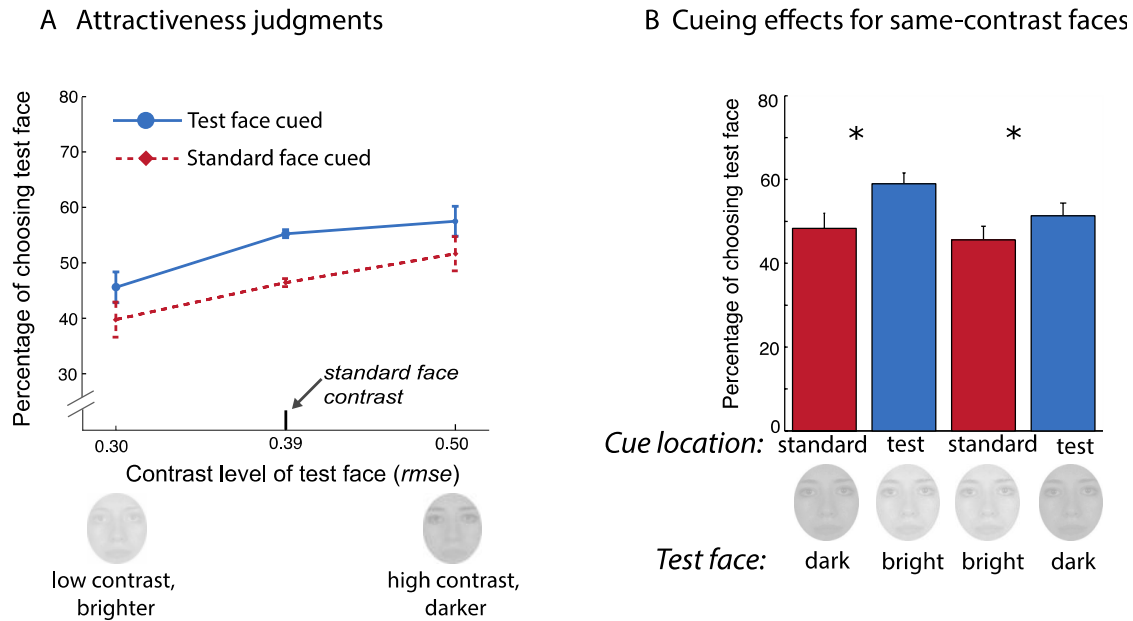 A Attractiveness judgments
Percentage of choosing test face
80
70
60
50
40
30
Test face cued
Standard face cued
standard face
contrast
0.30
0.39
0.50
Contrast level of test face (rmse)
low contrast,
brighter
high contrast,
darker
B Cueing effects for same-contrast faces
Percentage of choosing test face
80
60
40
20
0
*
*
Cue location: standard test standard test
Test face: dark bright bright dark